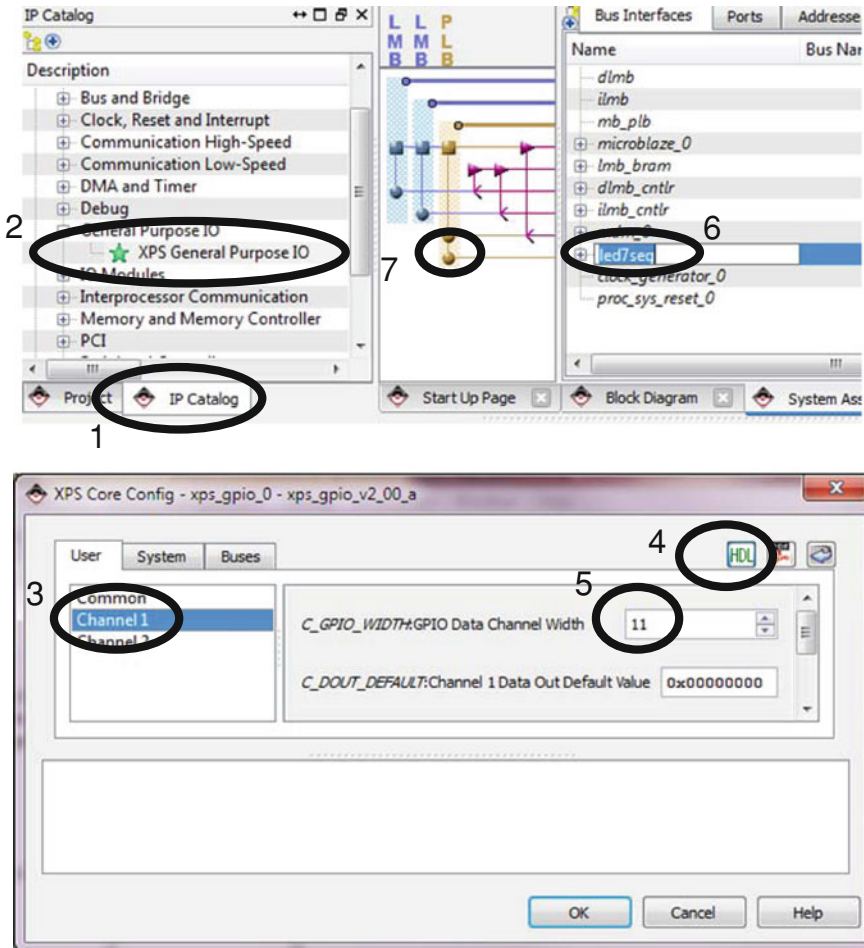 IP Catalog
Description
Bus and Bridge
Clock, Reset and Interrupt
Communication High-Speed
Communication Low-Speed
DMA and Timer
Debug
General Purpose IO
2
XPS General Purpose IO
IO Modules
Interprocessor Communication
Memory and Memory Controller
PCI
Project
IP Catalog
1
L L P
M M L
B B B
7
Start Up Page
Bus Interfaces Ports Addresse
Name Bus Nar
dlmb
ilmb
mb_plb
microblaze_0
lmb_bram
dlmb_cntlr
ilmb_cntlr
6
led7seg
clock_generator_0
proc_sys_reset_0
Block Diagram
System Ass
XPS Core Config - xps_gpio_0 - xps_gpio_v2_00_a
User System Buses
4
HDL
3
Common
Channel 1
Channel 2
5
C_GPIO_WIDTH:GPIO Data Channel Width 11
C_DOUT_DEFAULT:Channel 1 Data Out Default Value 0x00000000
OK Cancel Help